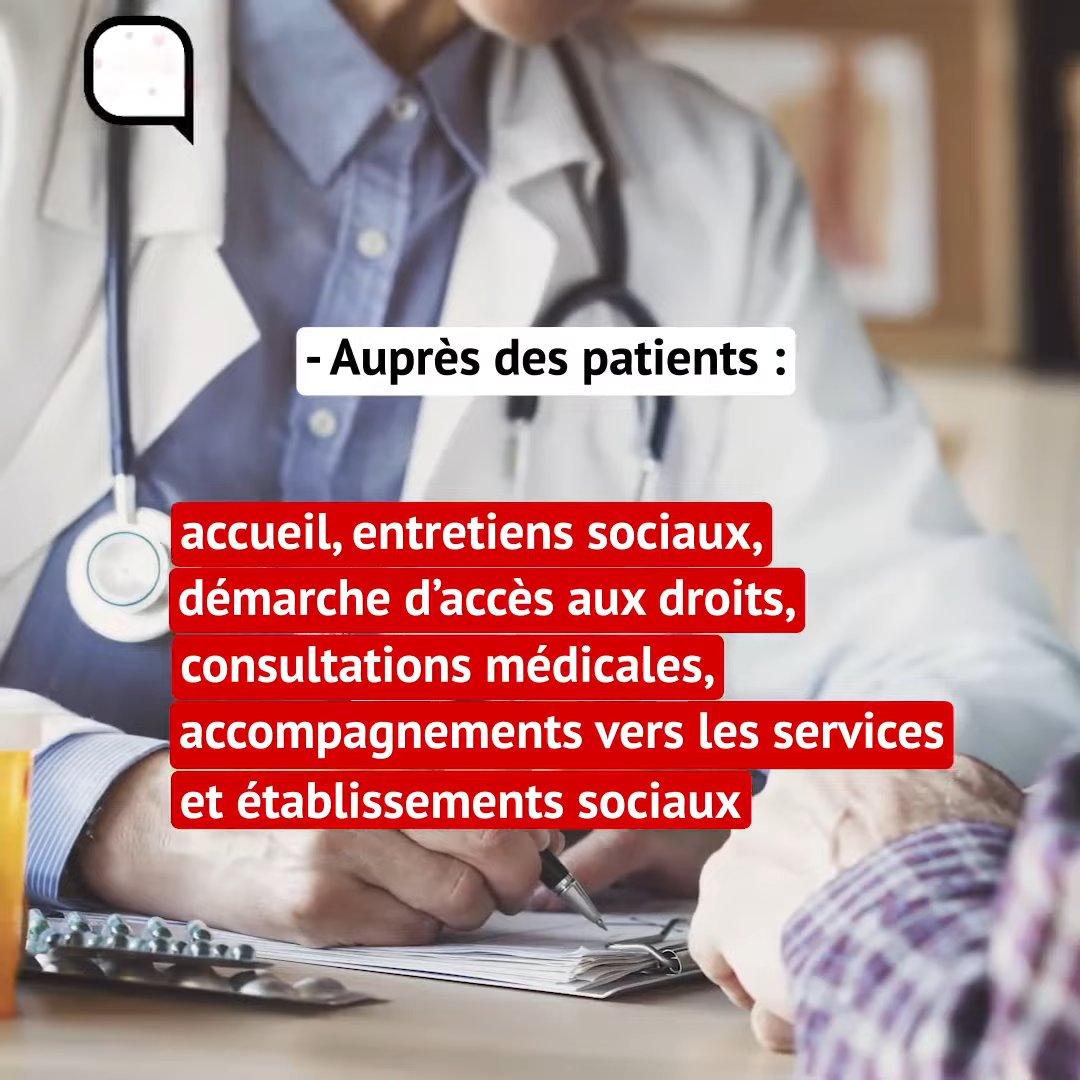 - Auprès des patients :
accueil, entretiens sociaux,
démarche d’accès aux droits,
consultations médicales,
accompagnements vers les services
et établissements sociaux